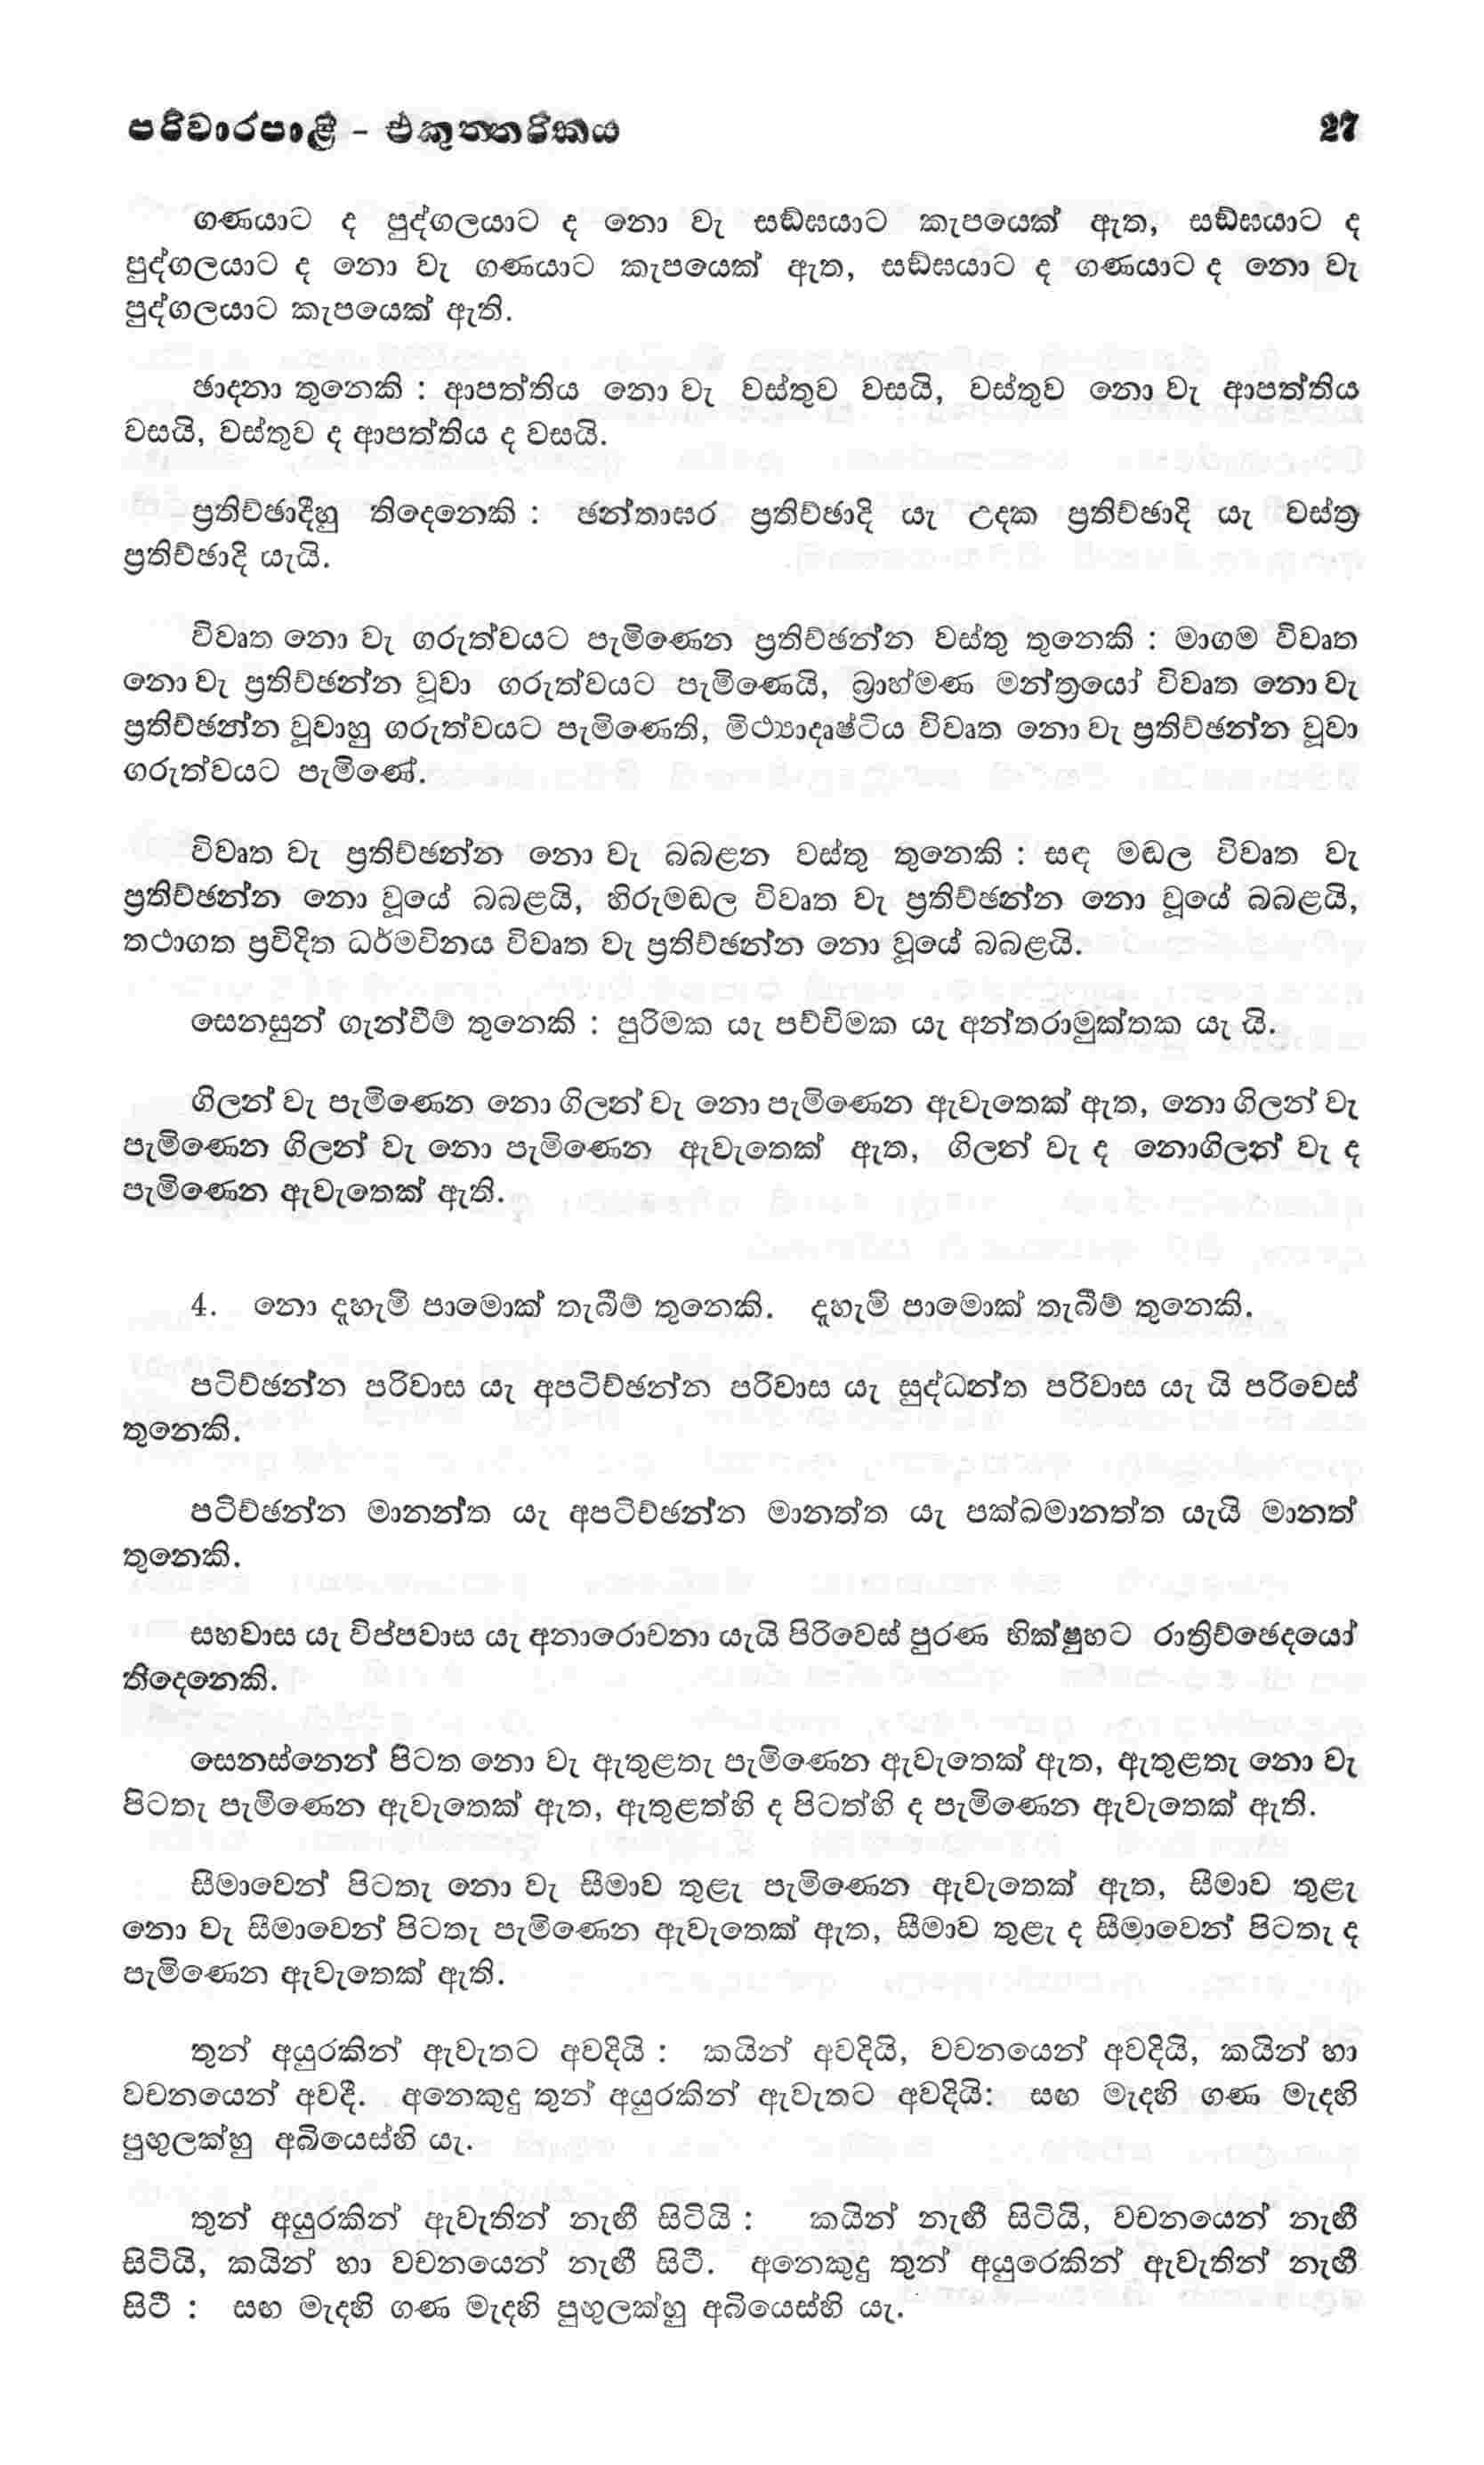 පරිවාරපාළි – එකුත්තරිකය 27
ගණයාට ද පුද්ගලයාට ද නො වැ සඞ්ඝයාට කැපයෙක් ඇත, සඞ්ඝයාට ද
පුද්ගලයාට ද නො වැ ගණයාට කැපයෙක් ඇත, සඞ්ඝයාට ද ගණයාට ද නො වැ
පුද්ගලයාට කැපයෙක් ඇති.
ඡාදනා තුනෙකි : ආපත්තිය නො වැ වස්තුව වසයි, වස්තුව නො වැ ආපත්තිය
වසයි, වස්තුව ද ආපත්තිය ද වසයි.
ප්‍රතිච්ඡාදීහු තිදෙනෙකි : ඡන්තාඝර ප්‍රතිච්ඡාදි යැ උදක ප්‍රතිච්ඡාදි යැ වස්ත්‍ර
ප්‍රතිච්ඡාදි යැයි.
විවෘත නො වැ ගරුත්වයට පැමිණෙන ප්‍රතිච්ඡන්න වස්තු තුනෙකි : මාගම විවෘත
නො වැ ප්‍රතිච්ඡන්න වූවා ගරුත්වයට පැමිණෙයි, බ්‍රාහ්මණ මන්ත්‍රයෝ විවෘත නො වැ
ප්‍රතිච්ඡන්න වූවාහු ගරුත්වයට පැමිණෙති, මිථ්‍යාදෘෂ්ටිය විවෘත නො වැ ප්‍රතිච්ඡන්න වූවා
ගරුත්වයට පැමිණේ.
විවෘත වැ ප්‍රතිච්ඡන්න නො වැ බබළන වස්තු තුනෙකි : සඳ මඬල විවෘත වැ
ප්‍රතිච්ඡන්න නො වූයේ බබළයි, හිරුමඬල විවෘත වැ ප්‍රතිච්ඡන්න නො වූයේ බබළයි,
තථාගත ප්‍රවිදිත ධර්මවිනය විවෘත වැ ප්‍රතිච්ඡන්න නො වූයේ බබළයි.
සෙනසුන් ගැන්වීම් තුනෙකි : පුරිමක යැ පච්චිමක යැ අන්තරාමුක්තක යැ යි.
ගිලන් වැ පැමිණෙන නො ගිලන් වැ නො පැමිණෙන ඇවැතෙක් ඇත, නො ගිලන් වැ
පැමිණෙන ගිලන් වැ නො පැමිණෙන ඇවැතෙක් ඇත, ගිලන් වැ ද නොගිලන් වැ ද
පැමිණෙන ඇවැතෙක් ඇති.
4. නො දැහැමි පාමොක් තැබීම් තුනෙකි. දැහැමි පාමොක් තැබීම් තුනෙකි.
පටිච්ඡන්න පරිවාස යැ අපටිච්ඡන්න පරිවාස යැ සුද්ධන්ත පරිවාස යැ යි පරිවෙස්
තුනෙකි.
පටිච්ඡන්න මානන්ත යැ අපටිච්ඡන්න මානත්ත යැ පක්ඛමානත්ත යැයි මානත්
තුනෙකි.
සහවාස යැ විප්පවාස යැ අනාරොචනා යැයි පිරිවෙස් පුරණ භික්ෂුහට රාත්‍රිච්ඡෙදයෝ
තිදෙනෙකි.
සෙනස්නෙන් පිටත නො වැ ඇතුළතැ පැමිණෙන ඇවැතෙක් ඇත, ඇතුළතැ නො වැ
පිටතැ පැමිණෙන ඇවැතෙක් ඇත, ඇතුළත්හි ද පිටත්හි ද පැමිණෙන ඇවැතෙක් ඇති.
සීමාවෙන් පිටතැ නො වැ සීමාව තුළැ පැමිණෙන ඇවැතෙක් ඇත, සීමාව තුළැ
නො වැ සීමාවෙන් පිටතැ පැමිණෙන ඇවැතෙක් ඇත, සීමාව තුළැ ද සීමාවෙන් පිටතැ ද
පැමිණෙන ඇවැතෙක් ඇති.
තුන් අයුරකින් ඇවැතට අවදියි : කයින් අවදියි, වචනයෙන් අවදියි, කයින් හා
වචනයෙන් අවදී. අනෙකුදු තුන් අයුරකින් ඇවැතට අවදියි: සඟ මැදහි ගණ මැදහි
පුඟුලක්හු අබියෙස්හි යැ.
තුන් අයුරකින් ඇවැතින් නැඟී සිටියි : කයින් නැඟී සිටියි, වචනයෙන් නැඟී
සිටියි, කයින් හා වචනයෙන් නැඟී සිටී. අනෙකුදු තුන් අයුරෙකින් ඇවැතින් නැඟී
සිටී : සඟ මැදහි ගණ මැදහි පුඟුලක්හු අබියෙස්හි යැ.